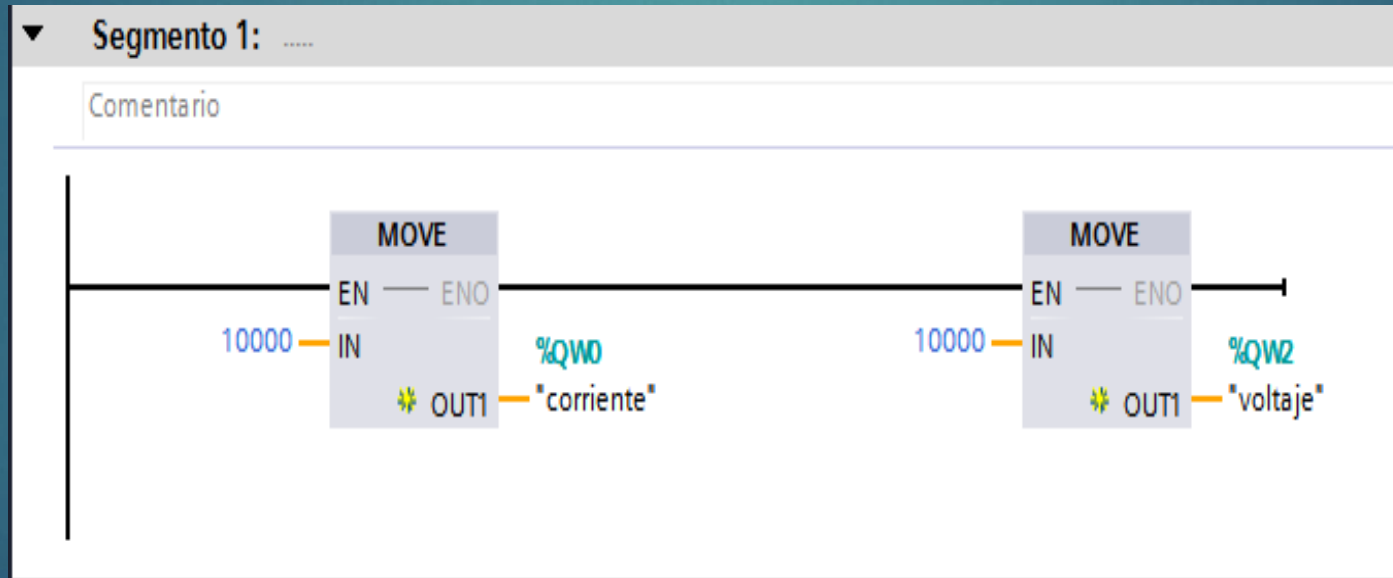 Segmento 1: .....
Comentario
MOVE
EN ENO
10000 IN
%QW0
OUT1 "corriente"
MOVE
EN ENO
10000 IN
%QW2
OUT1 "voltaje"